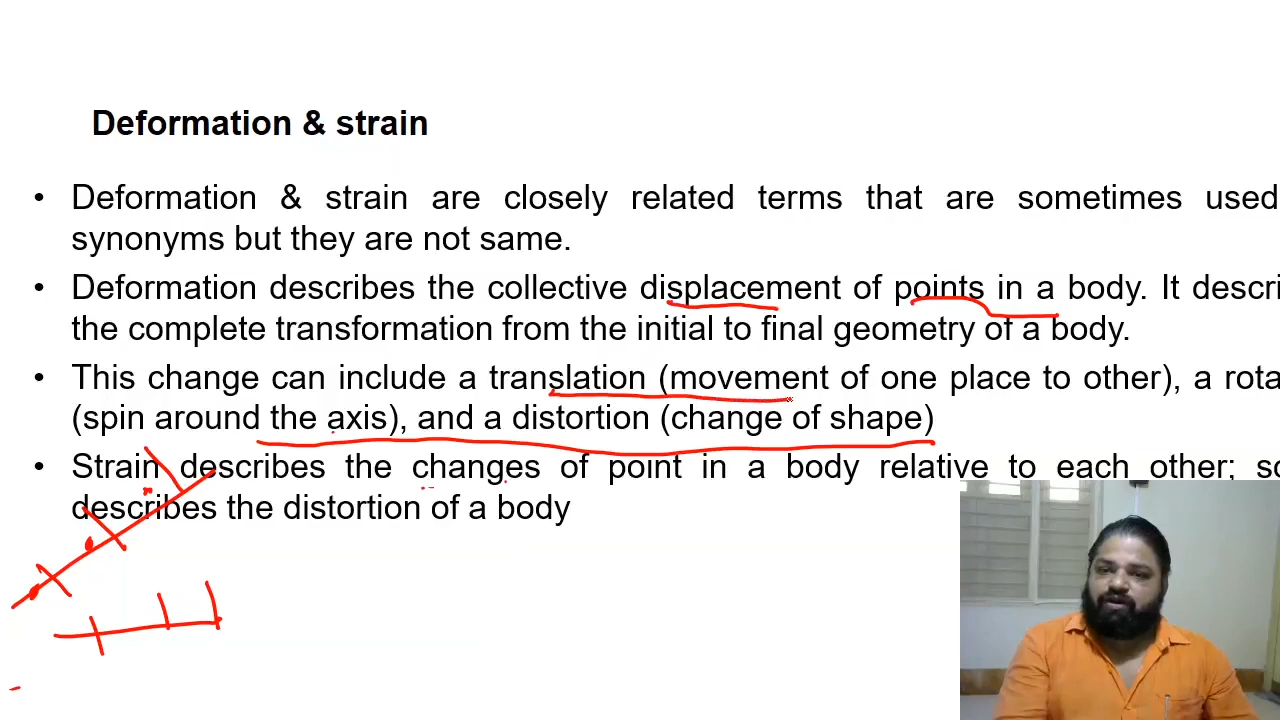 Deformation & strain
• Deformation & strain are closely related terms that are sometimes used
synonyms but they are not same.
• Deformation describes the collective displacement of points in a body. It descri
the complete transformation from the initial to final geometry of a body.
• This change can include a translation (movement of one place to other), a rota
(spin around the axis), and a distortion (change of shape)
• Strain describes the changes of point in a body relative to each other; so
describes the distortion of a body